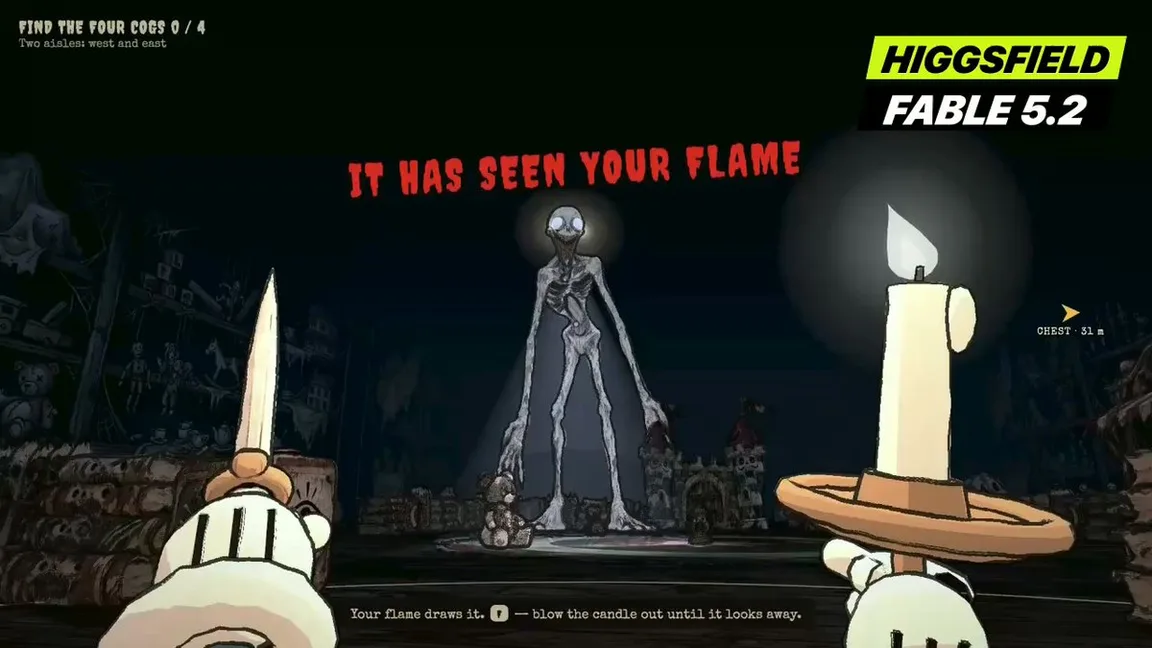 FIND THE FOUR COGS 0 / 4
Two aisles: west and east
HIGGSFIELD
FABLE 5.2
IT HAS SEEN YOUR FLAME
CHEST · 31 m
Your flame draws it. F — blow the candle out until it looks away.